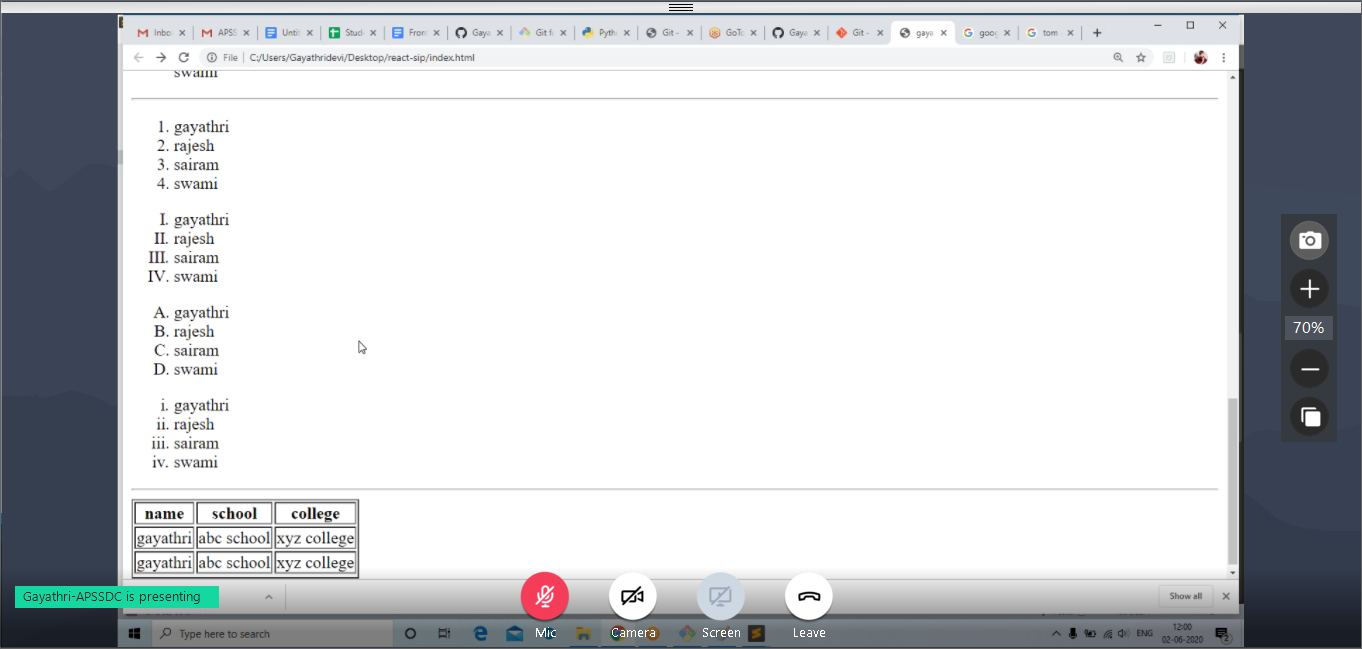 Inbo
APSS
Untit
Stud
Fron
Gaya
Git f
Pyth
Git -
GoTo
Gaya
Git -
gaya
goog
tom
File
C:/Users/Gayathridevi/Desktop/react-sip/index.html
swami
1. gayathri
2. rajesh
3. sairam
4. swami
I. gayathri
II. rajesh
III. sairam
IV. swami
A. gayathri
B. rajesh
C. sairam
D. swami
i. gayathri
ii. rajesh
iii. sairam
iv. swami
name school college
gayathri abc school xyz college
gayathri abc school xyz college
70%
Gayathri-APSSDC is presenting
Show all
Mic
Camera
Screen
Leave
Type here to search
ENG
12:00
02-06-2020